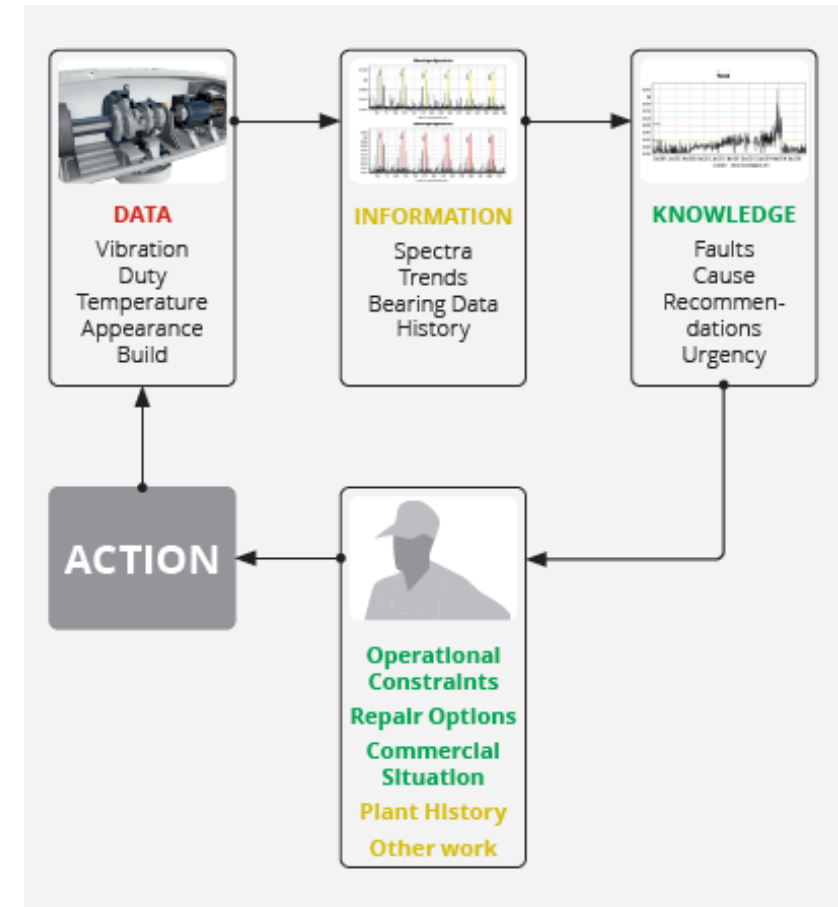 DATA
Vibration
Duty
Temperature
Appearance
Build
INFORMATION
Spectra
Trends
Bearing Data
History
KNOWLEDGE
Faults
Cause
Recommen-
dations
Urgency
ACTION
Operational
Constraints
Repair Options
Commercial
Situation
Plant History
Other work